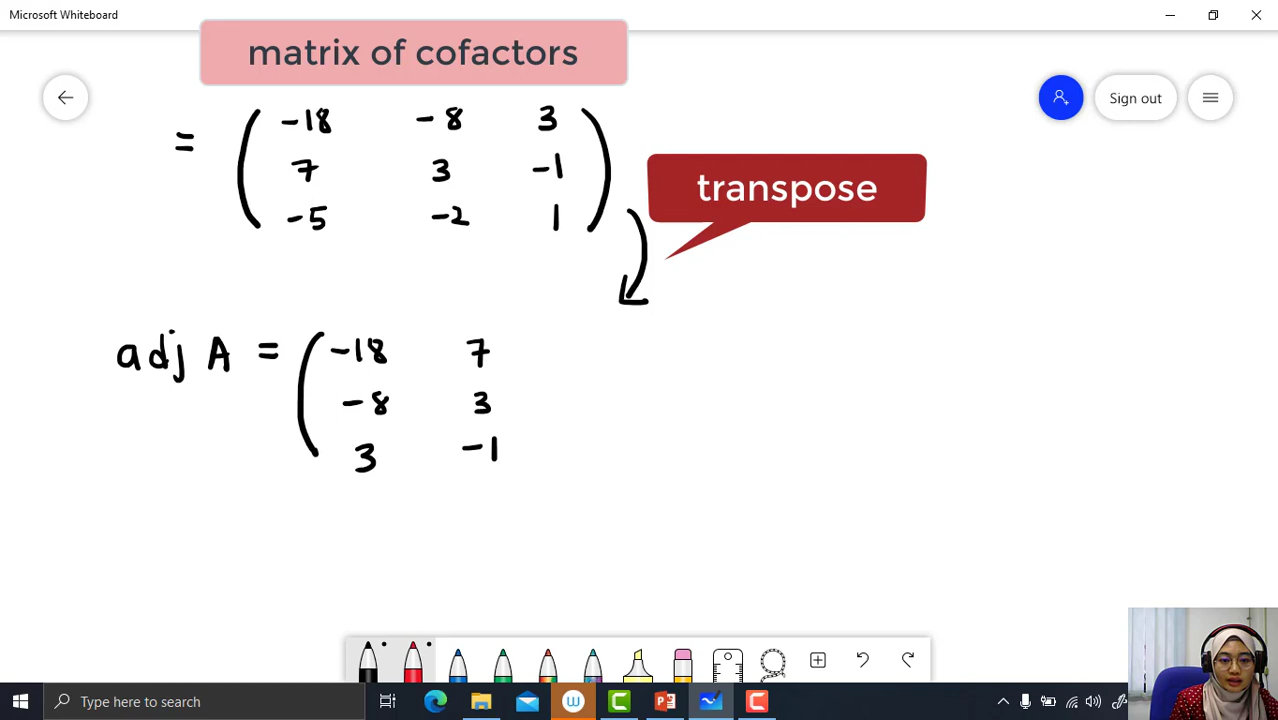 Microsoft Whiteboard
matrix of cofactors
Sign out
= ( -18 -8 3 )
7 3 -1
-5 -2 1
transpose
adj A = ( -18 7
-8 3
3 -1
Type here to search